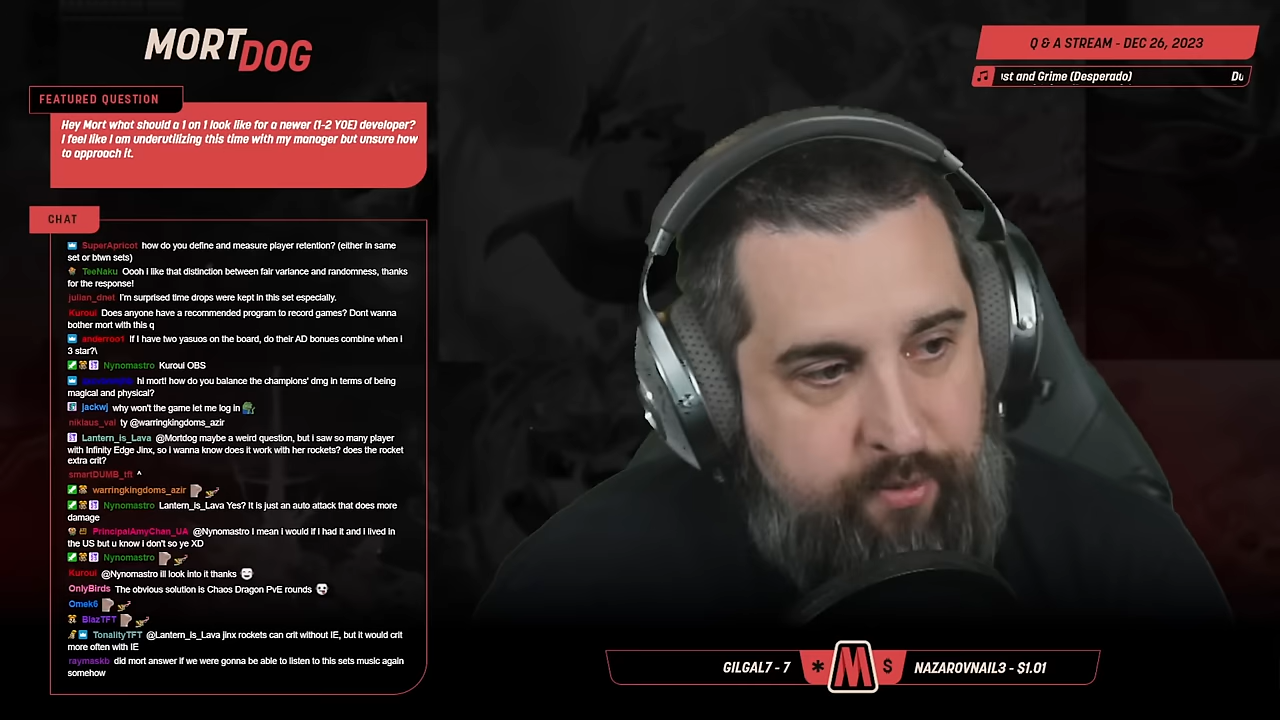 MORTDOG
Q & A STREAM - DEC 26, 2023
ust and Grime (Desperado)
Du
FEATURED QUESTION
Hey Mort what should a 1 on 1 look like for a newer (1-2 YOE) developer?
I feel like I am underutilizing this time with my manager but unsure how
to approach it.
CHAT
SuperApricot how do you define and measure player retention? (either in same
set or btwn sets)
TeeNaku Oooh I like that distinction between fair variance and randomness, thanks
for the response!
julian_dnet I'm surprised time drops were kept in this set especially.
Kuroui Does anyone have a recommended program to record games? Dont wanna
bother mort with this q
anderroo1 If I have two yasuos on the board, do their AD bonuses combine when I
3 star?\
Nynomastro Kuroui OBS
hi mort! how do you balance the champions' dmg in terms of being
magical and physical?
jackwj why won't the game let me log in
niklaus_val ty @warringkingdoms_azir
Lantern_is_Lava @Mortdog maybe a weird question, but i saw so many player
with Infinity Edge Jinx, so i wanna know does it work with her rockets? does the rocket
extra crit?
smartDUMB_tft ^
warringkingdoms_azir
Nynomastro Lantern_is_Lava Yes? It is just an auto attack that does more
damage
PrincipalAmyChan_UA @Nynomastro I mean I would if I had it and I lived in
the US but u know i don't so ye XD
Nynomastro
Kuroui @Nynomastro ill look into it thanks
OnlyBirds The obvious solution is Chaos Dragon PvE rounds
Omek6
BlazTFT
TonalityTFT @Lantern_is_Lava jinx rockets can crit without IE, but it would crit
more often with IE
raymaskb did mort answer if we were gonna be able to listen to this sets music again
somehow
GILGAL7 - 7
* M $
NAZAROVNAIL3 - $1.01